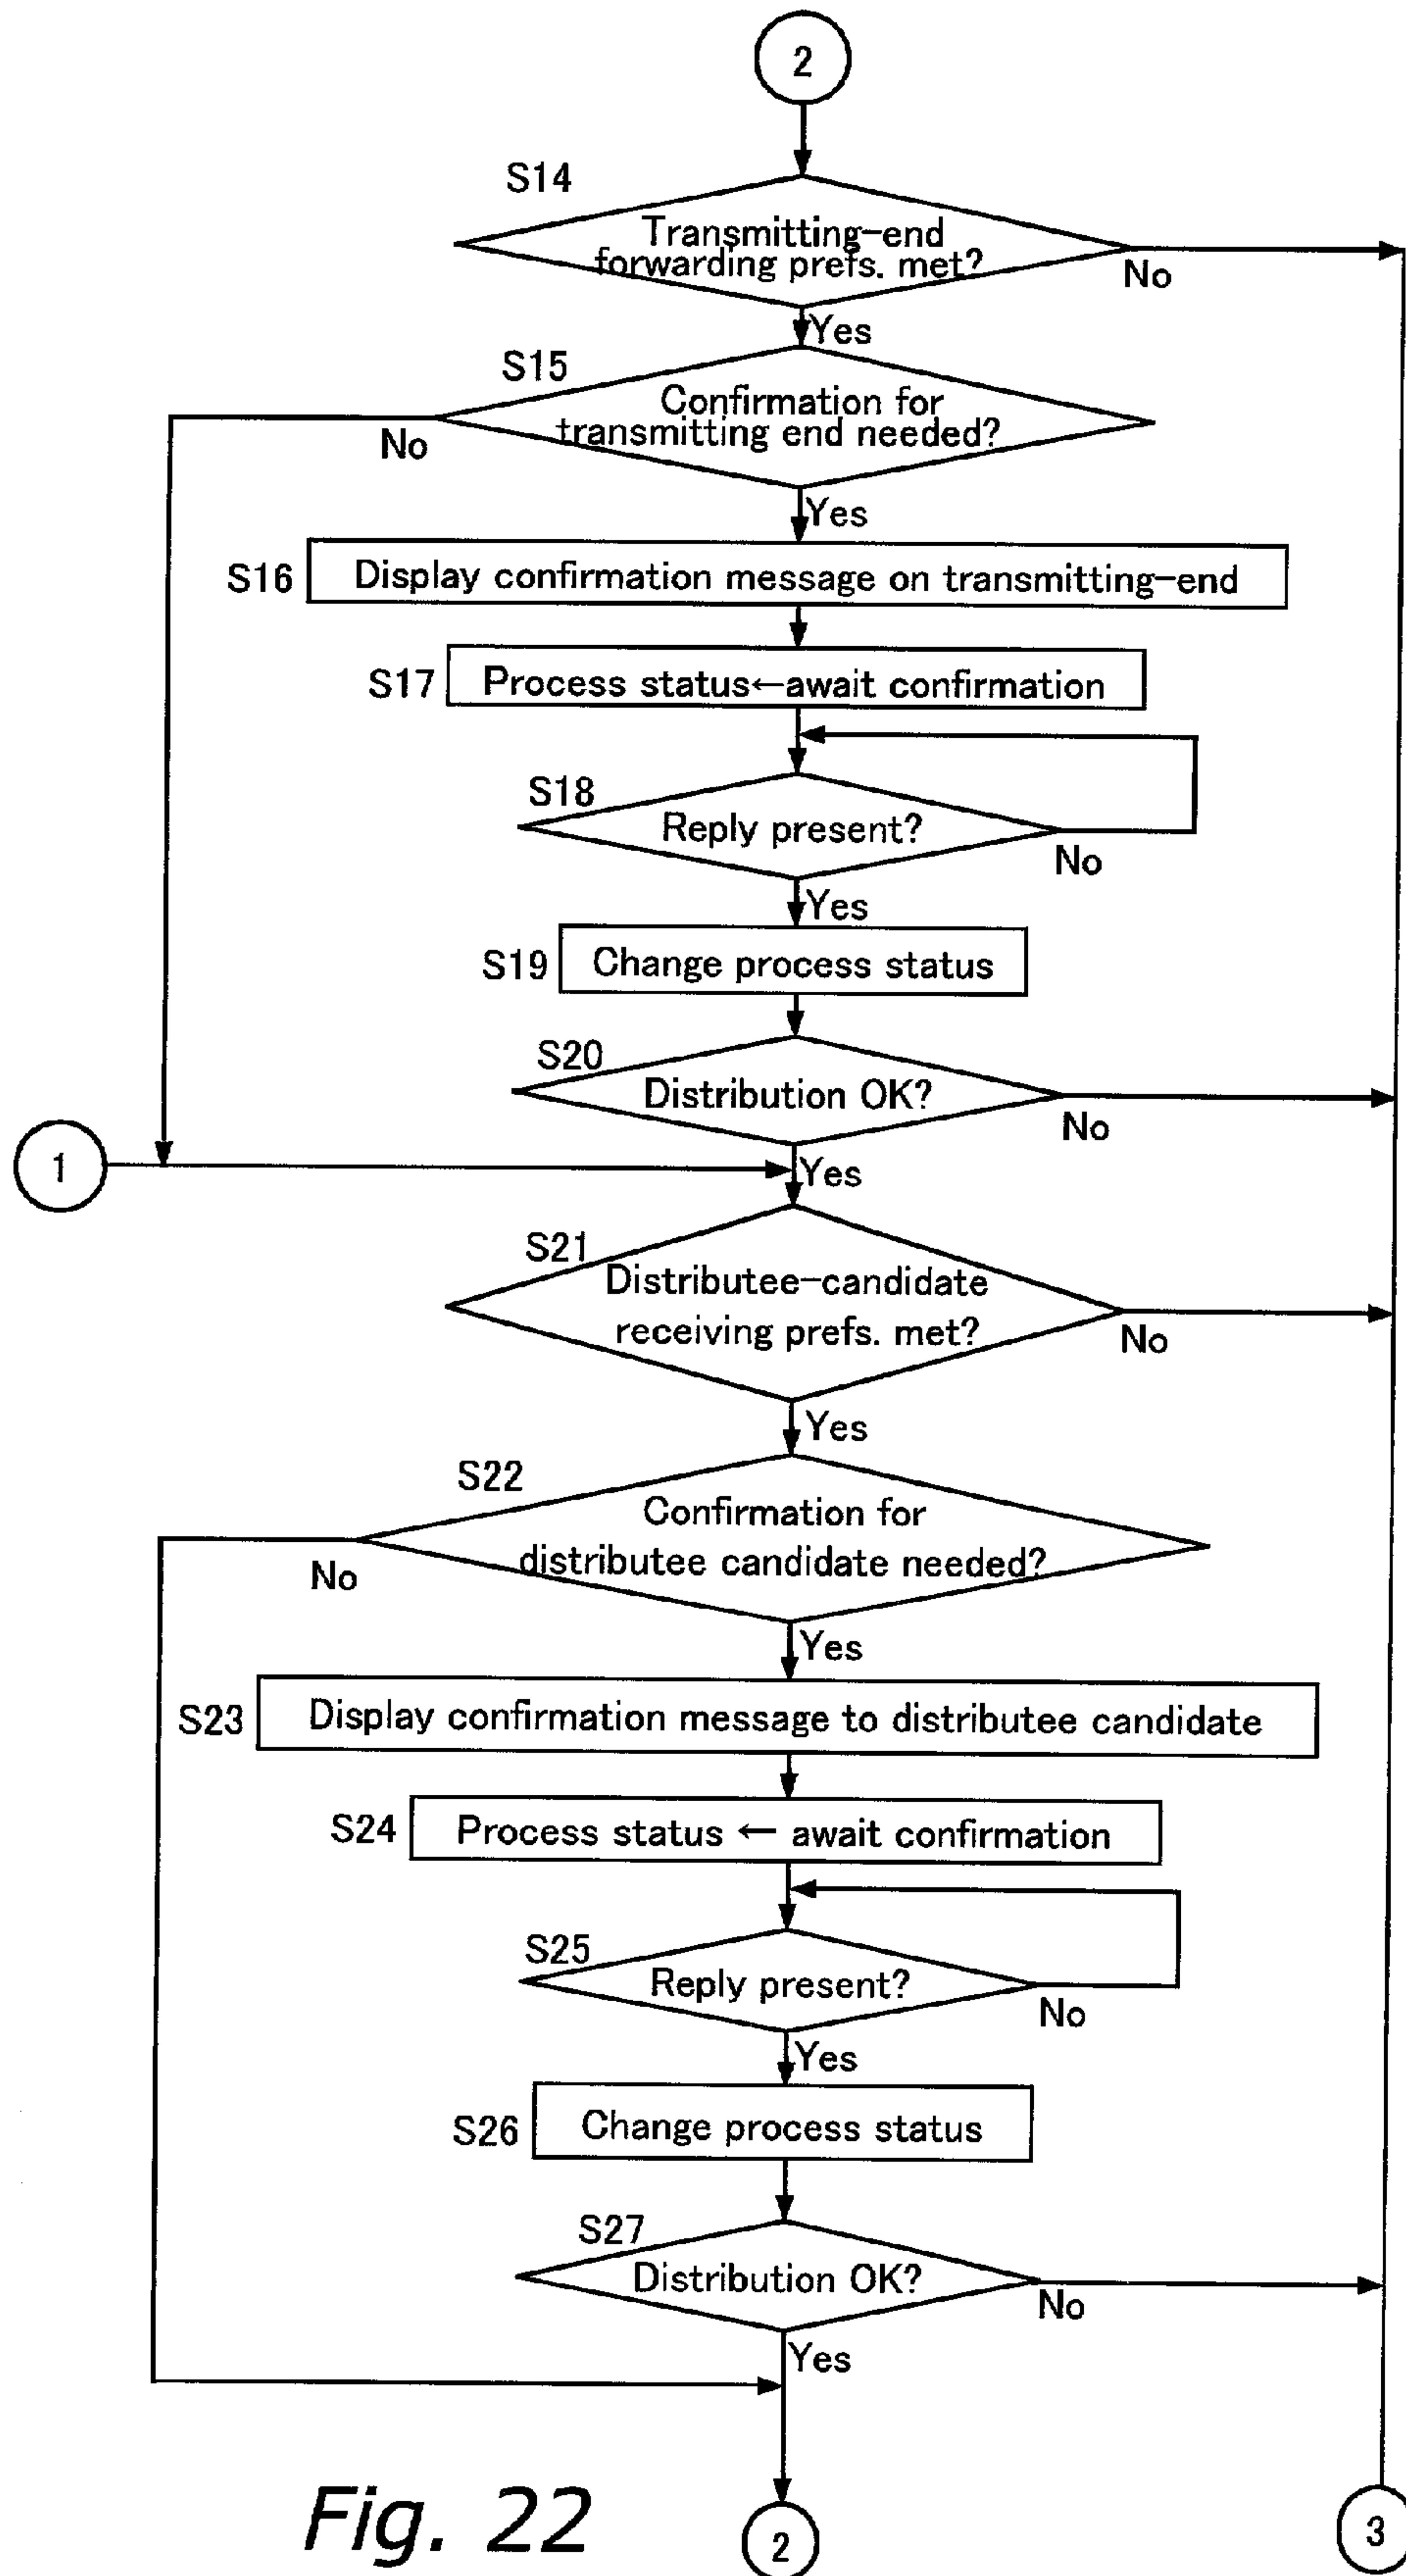 2
S14
Transmitting-end
forwarding prefs. met?
No
Yes
S15
Confirmation for
transmitting end needed?
No
Yes
S16
Display confirmation message on transmitting-end
S17
Process status←await confirmation
S18
Reply present?
No
Yes
S19
Change process status
S20
Distribution OK?
No
1
Yes
S21
Distributee-candidate
receiving prefs. met?
No
Yes
S22
Confirmation for
distributee candidate needed?
No
Yes
S23
Display confirmation message to distributee candidate
S24
Process status ← await confirmation
S25
Reply present?
No
Yes
S26
Change process status
S27
Distribution OK?
No
Yes
Fig. 22
2
3